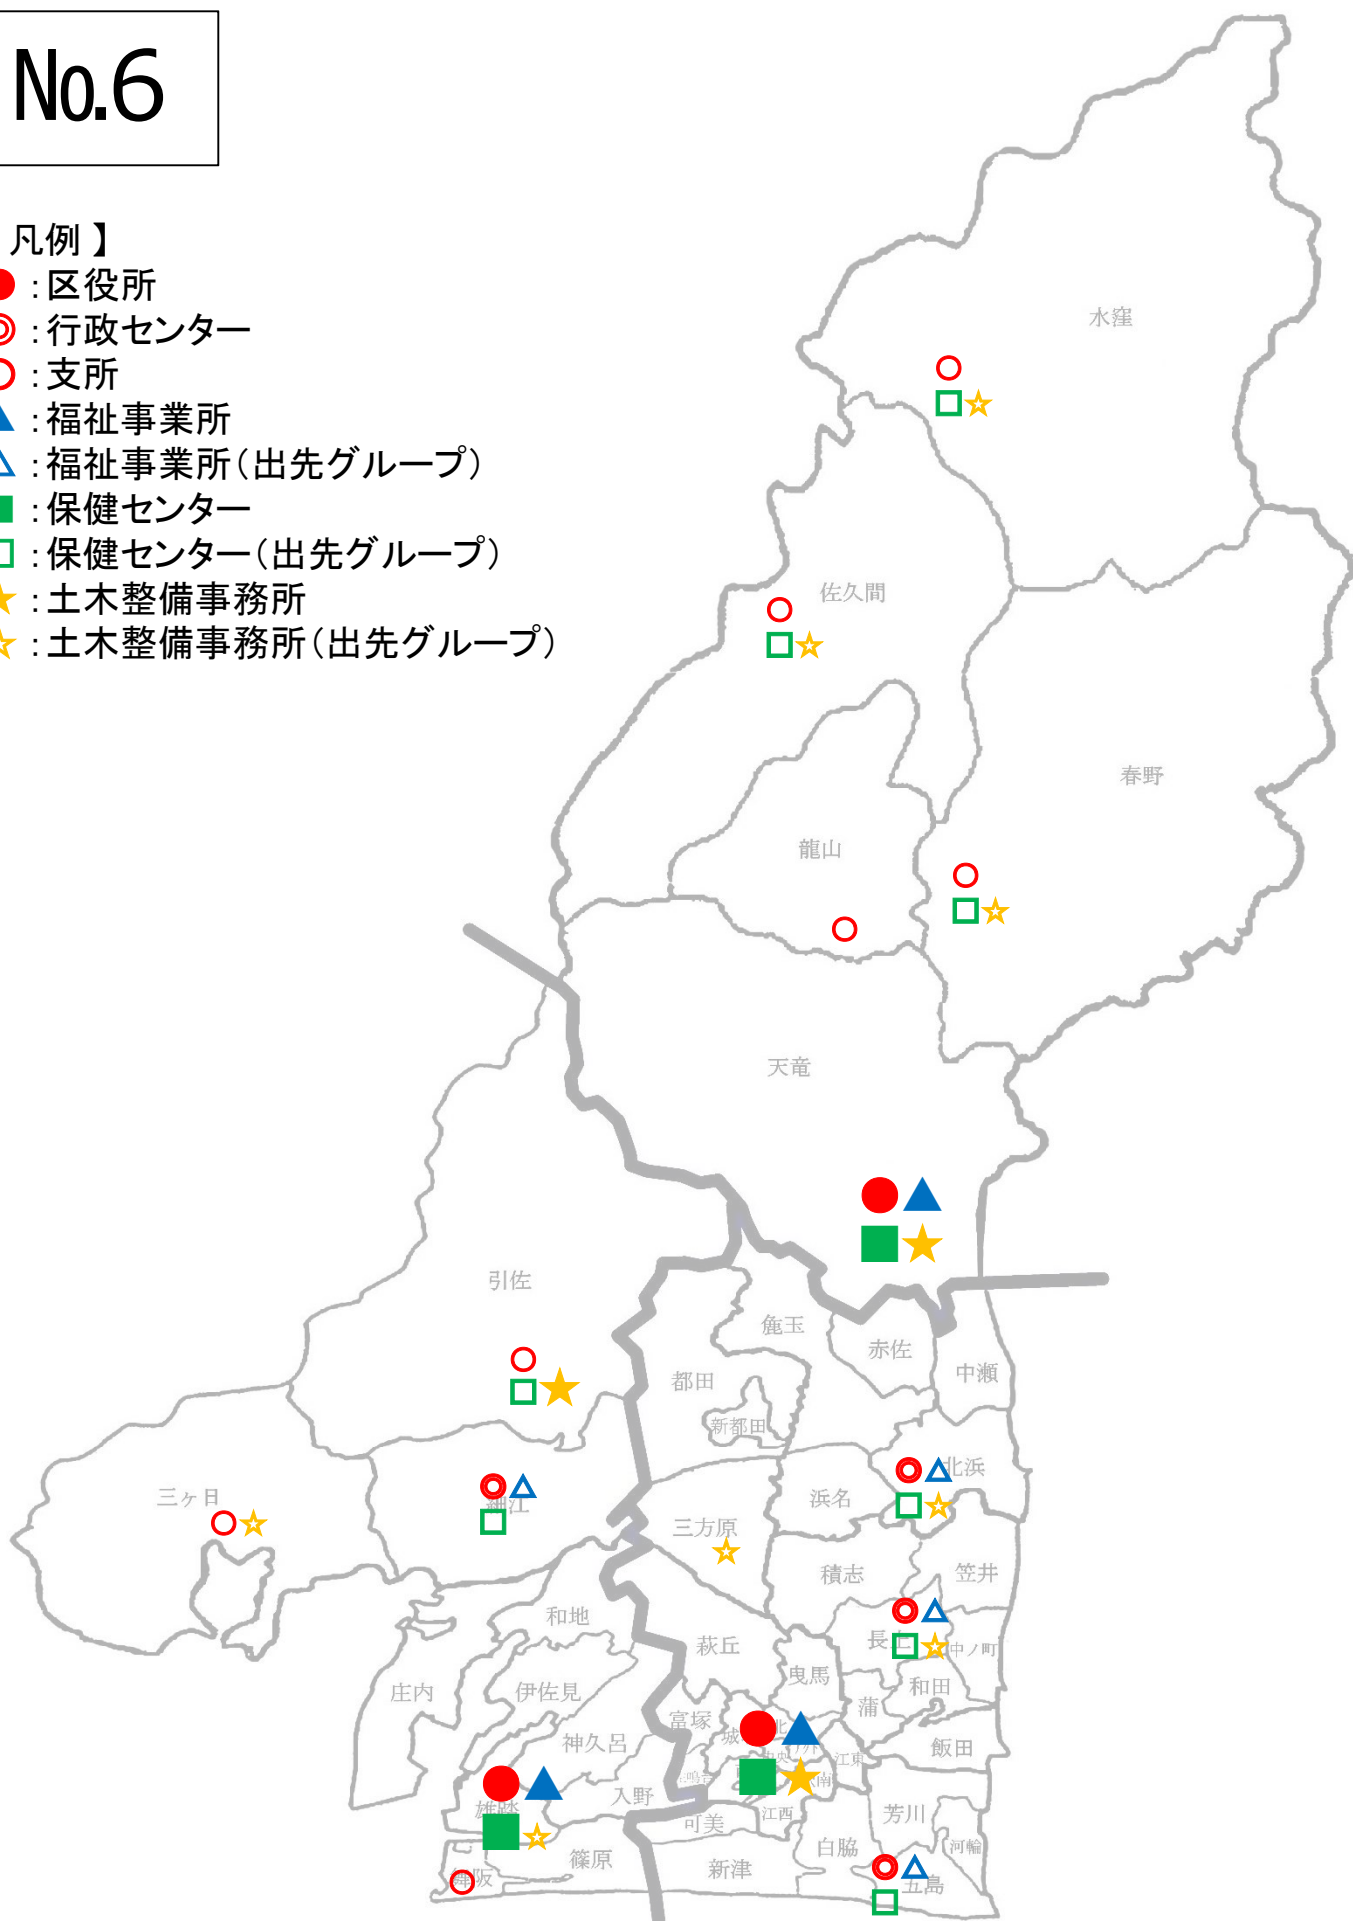 №6
凡例 】
：区役所
：行政センター
：支所
：福祉事業所
：福祉事業所（出先グループ）
：保健センター
：保健センター（出先グループ）
：土木整備事務所
：土木整備事務所（出先グループ）
水窪
佐久間
春野
龍山
天竜
引佐
麁玉
赤佐
中瀬
都田
新都田
北浜
三ヶ日
細江
浜名
三方原
積志
笠井
和地
萩丘
長上
中ノ町
曳馬
庄内
伊佐見
和田
蒲
富塚
城北
神久呂
飯田
江東
入野
雄踏
可美
江西
芳川
白脇
河輪
篠原
新津
舞阪
五島